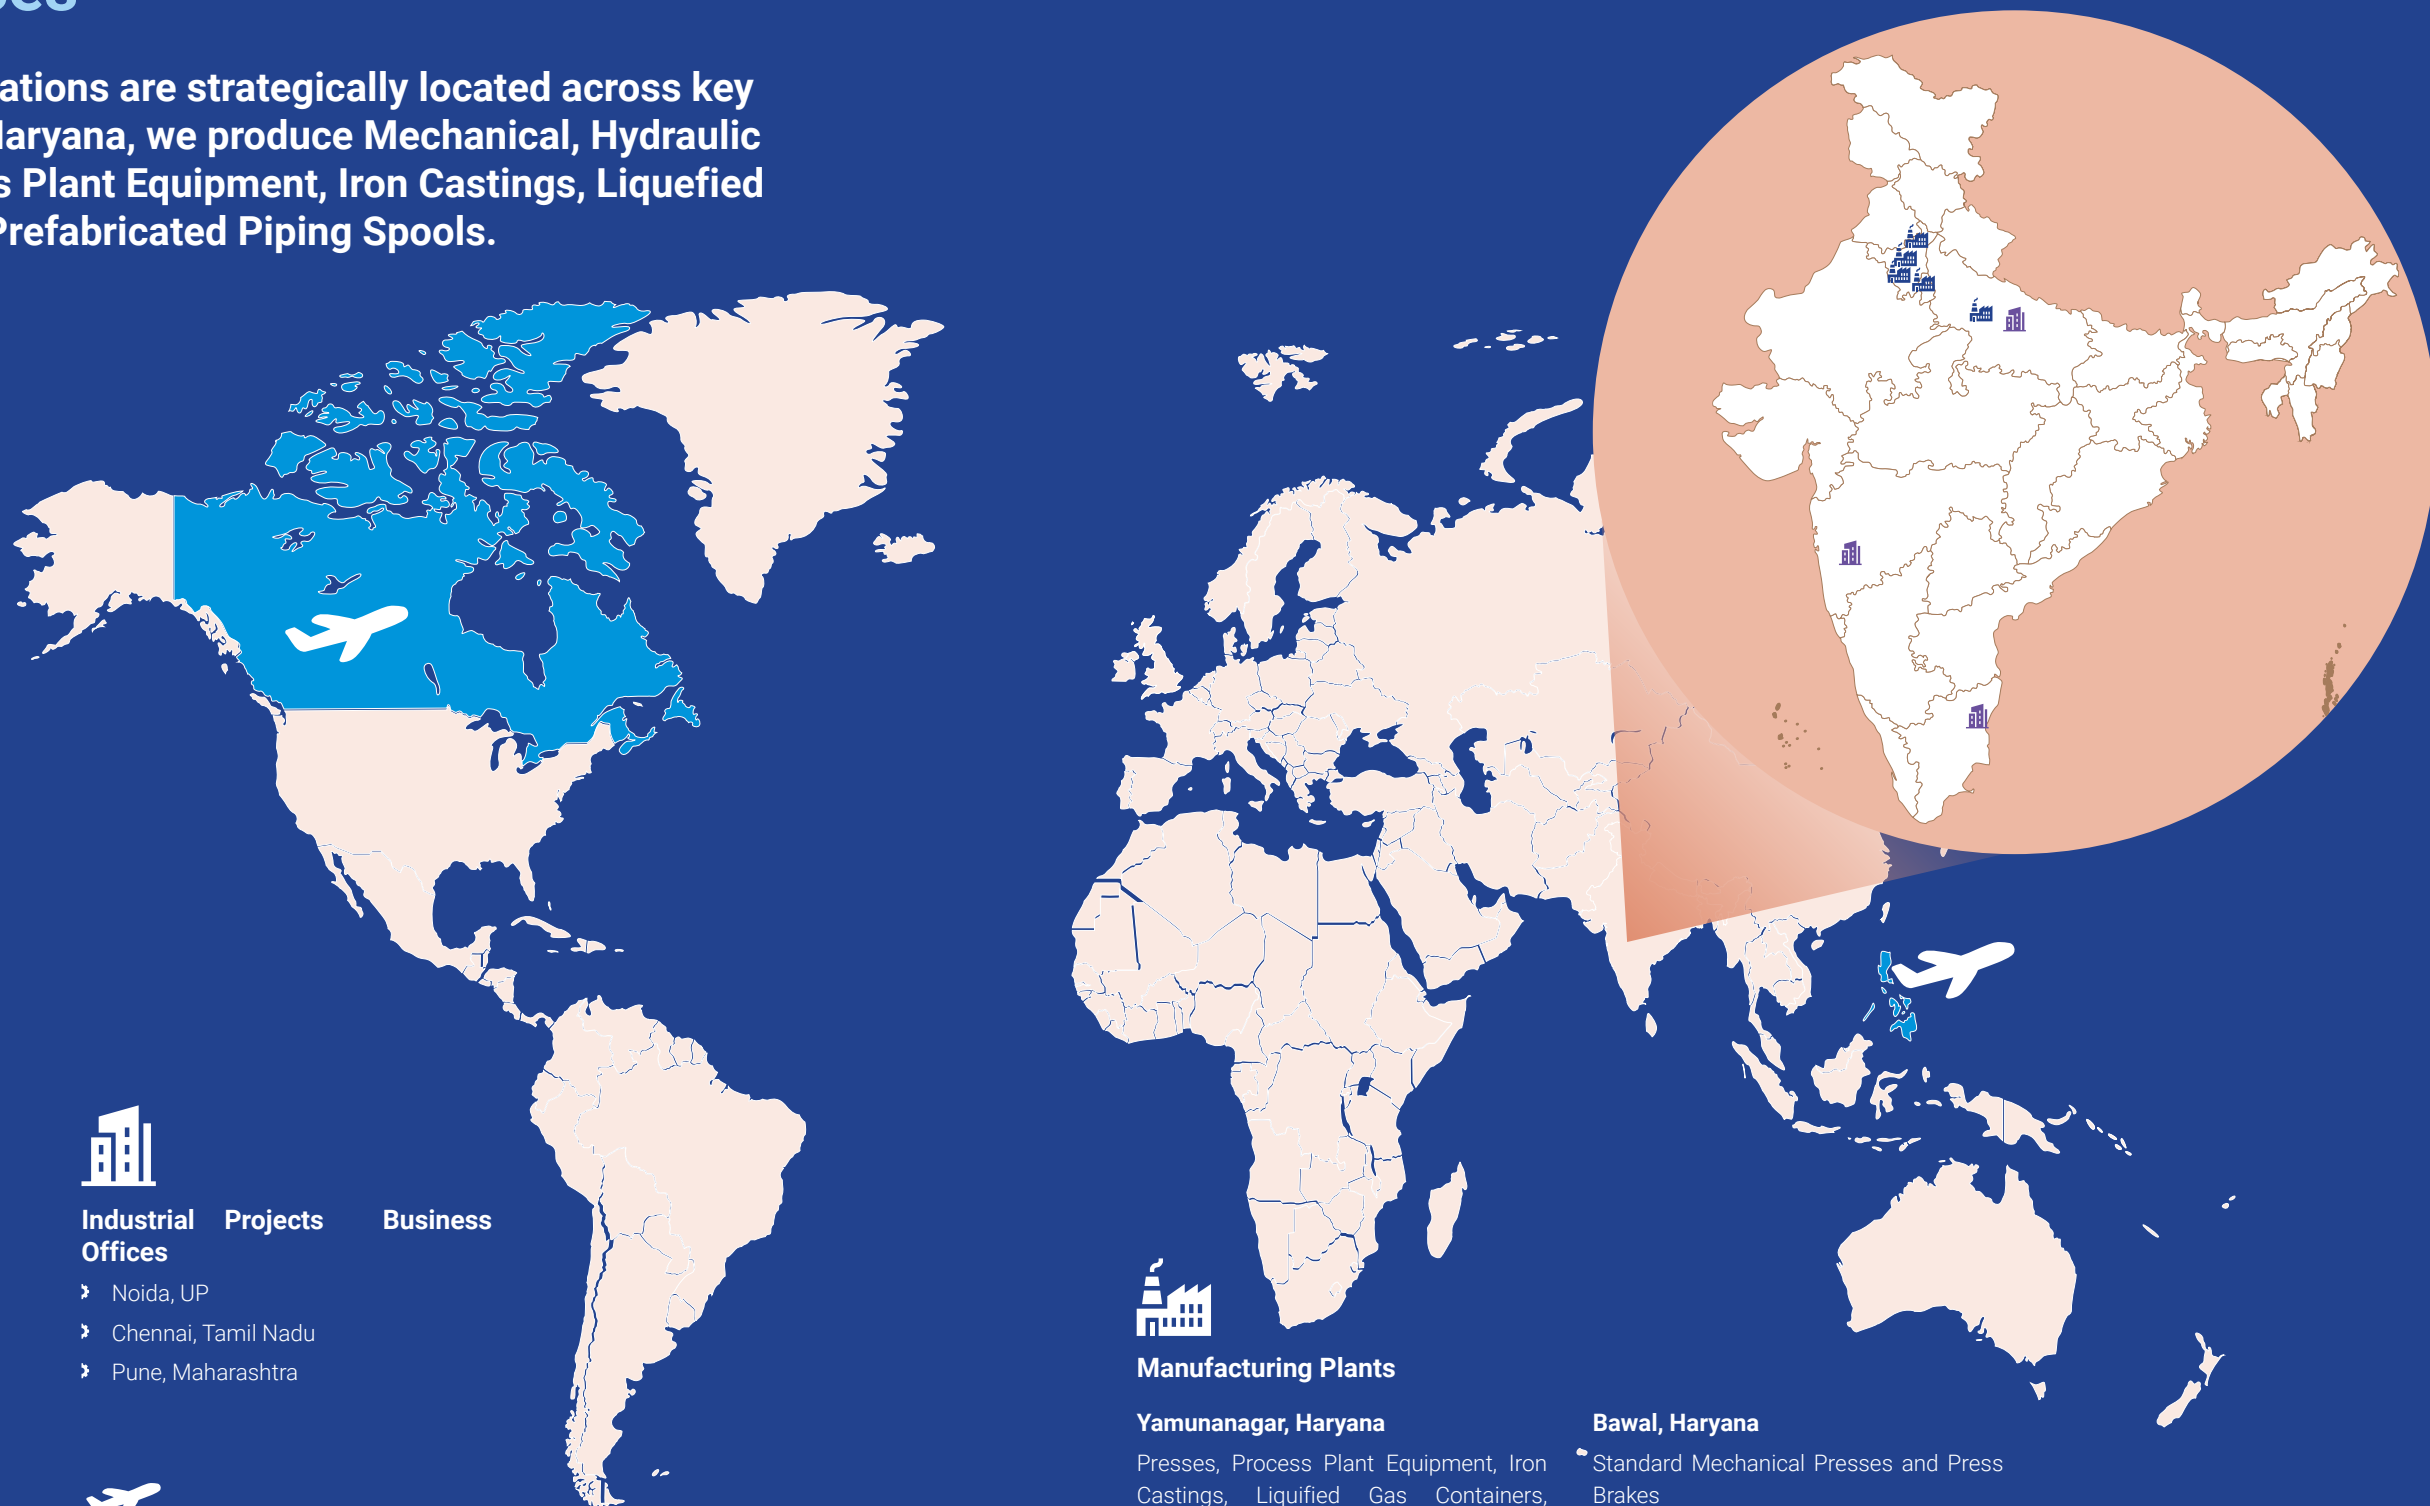 ations are strategically located across key
Haryana, we produce Mechanical, Hydraulic
s Plant Equipment, Iron Castings, Liquefied
Prefabricated Piping Spools.
Industrial Projects Business
Offices
Noida, UP
Chennai, Tamil Nadu
Pune, Maharashtra
Manufacturing Plants
Yamunanagar, Haryana
Presses, Process Plant Equipment, Iron
Castings, Liquified Gas Containers,
Bawal, Haryana
Standard Mechanical Presses and Press
Brakes